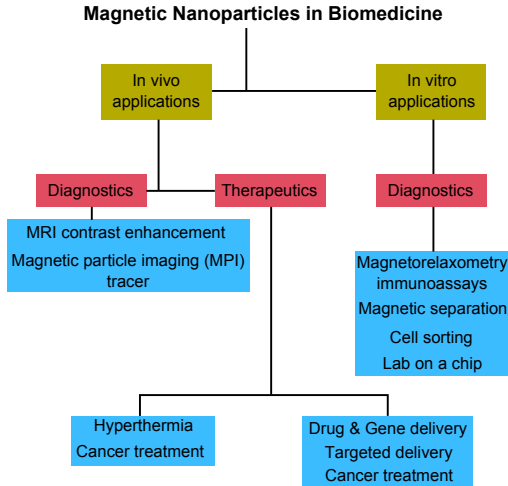 Magnetic Nanoparticles in Biomedicine
In vivo
applications
In vitro
applications
Diagnostics
Therapeutics
Diagnostics
MRI contrast enhancement
Magnetic particle imaging (MPI)
tracer
Magnetorelaxometry
immunoassays
Magnetic separation
Cell sorting
Lab on a chip
Hyperthermia
Cancer treatment
Drug & Gene delivery
Targeted delivery
Cancer treatment